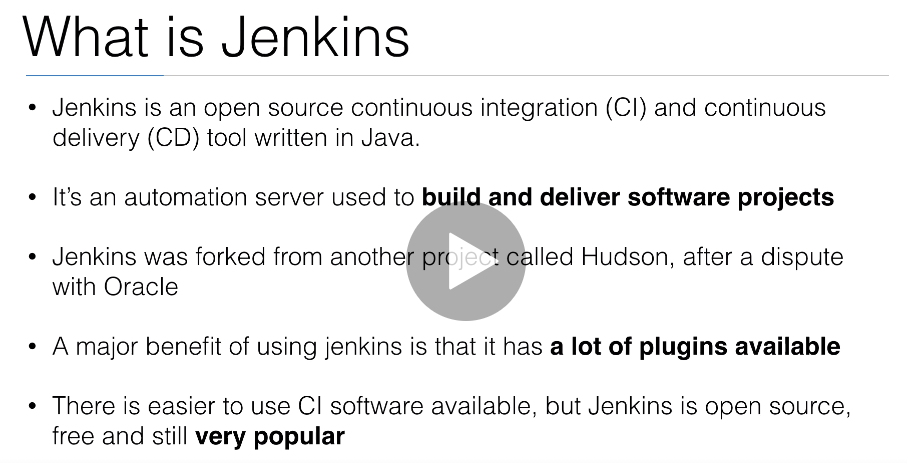 What is Jenkins
• Jenkins is an open source continuous integration (CI) and continuous
delivery (CD) tool written in Java.
• It's an automation server used to build and deliver software projects
• Jenkins was forked from another project called Hudson, after a dispute
with Oracle
• A major benefit of using jenkins is that it has a lot of plugins available
• There is easier to use CI software available, but Jenkins is open source,
free and still very popular